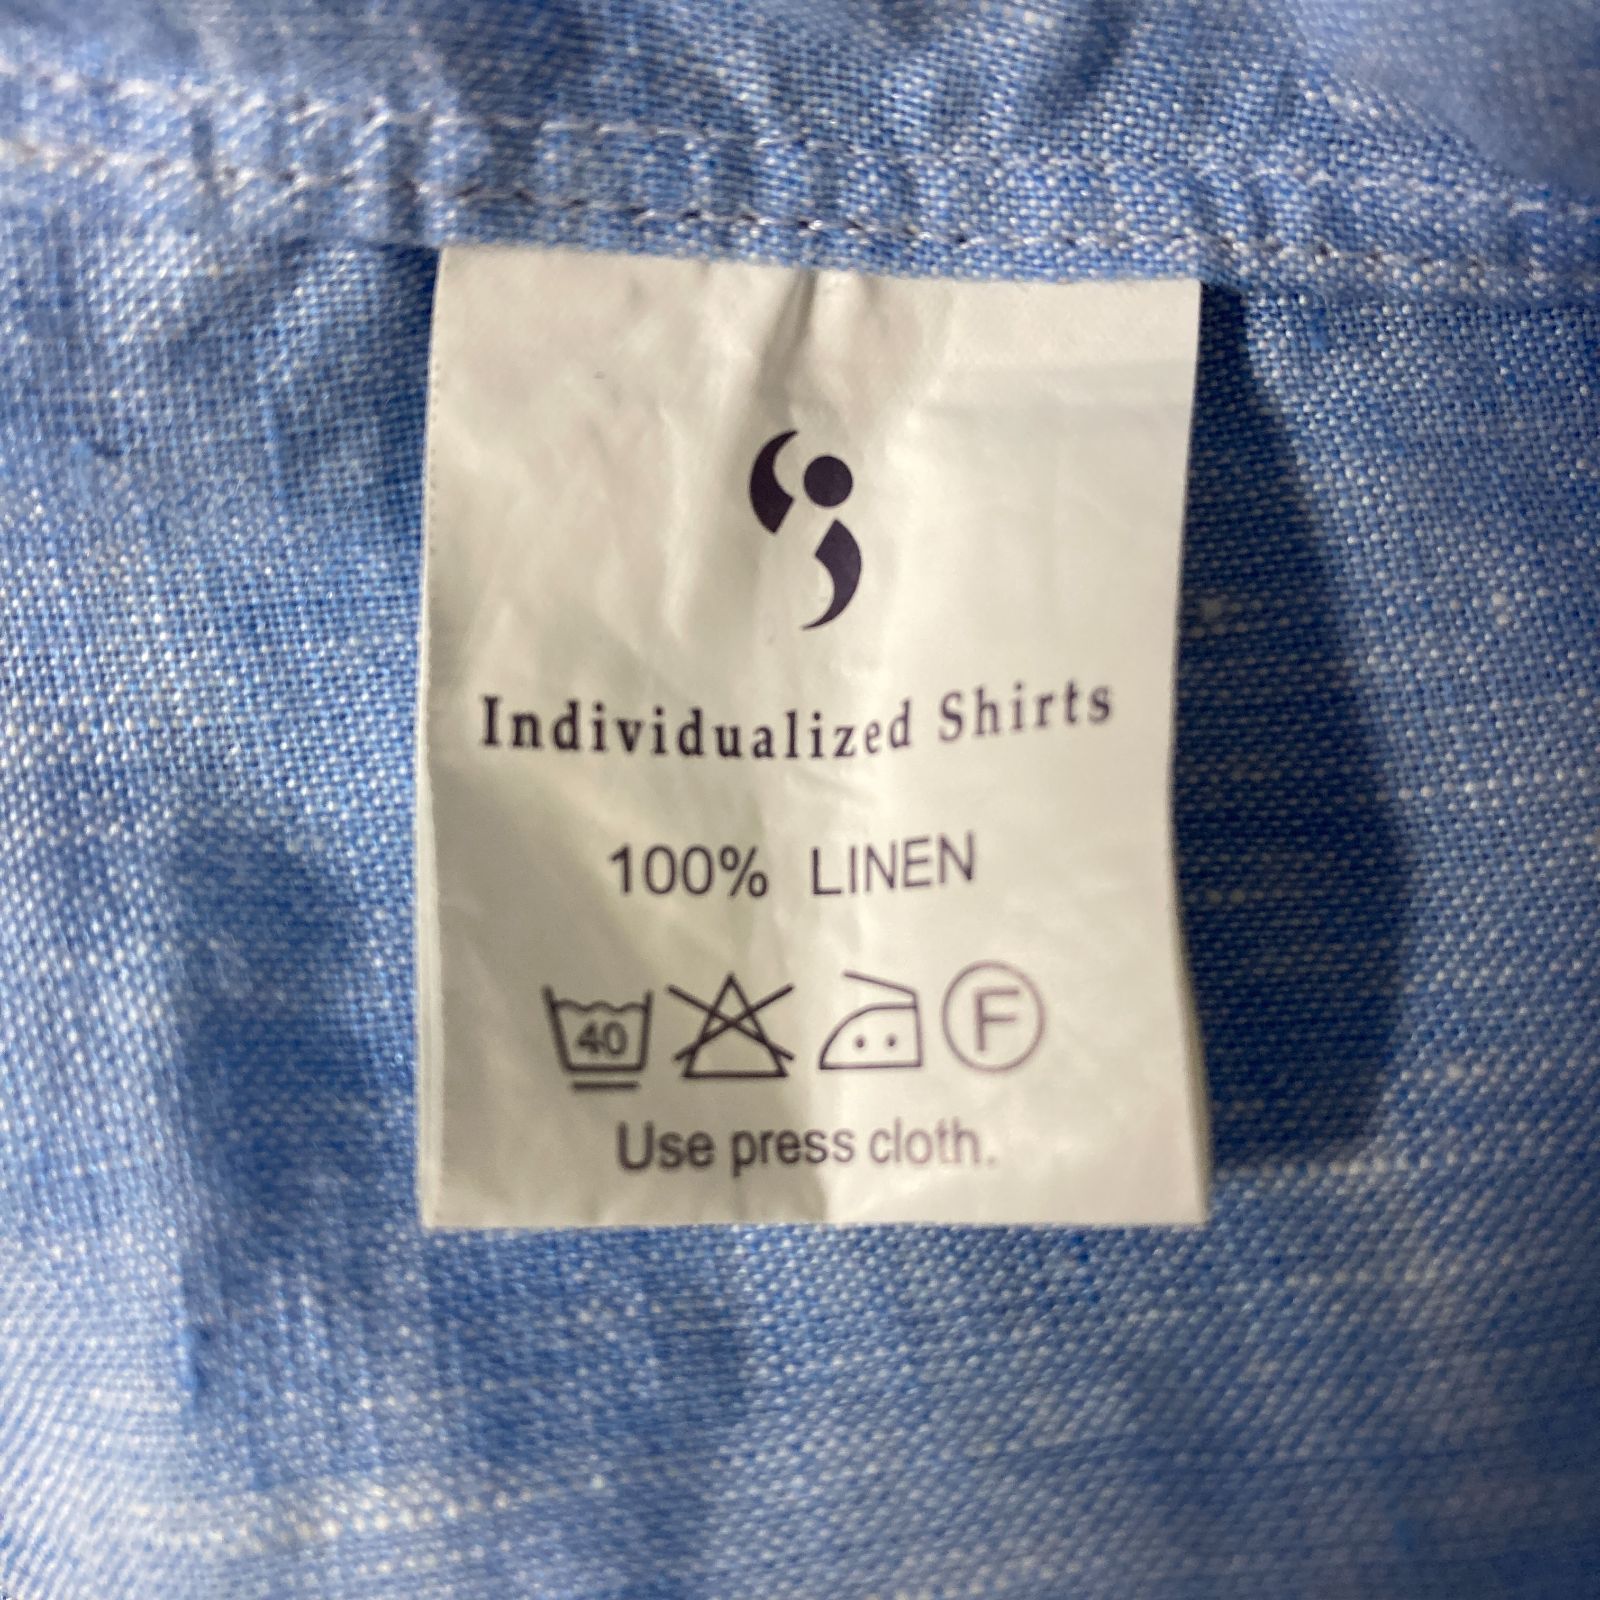 Individualized Shirts
100% LINEN
40 F
Use press cloth.